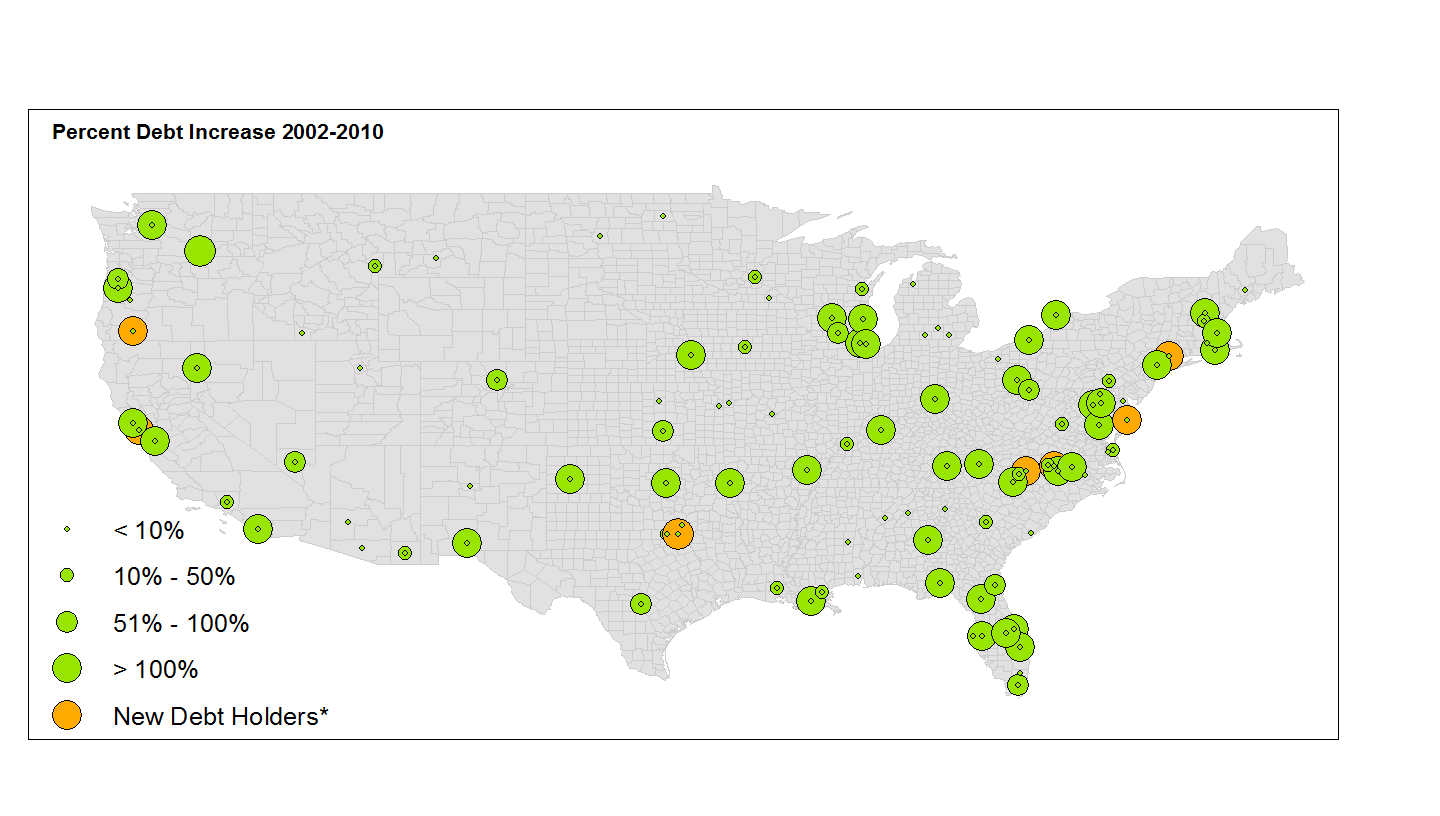 Percent Debt Increase 2002-2010
< 10%
10% - 50%
51% - 100%
> 100%
New Debt Holders*